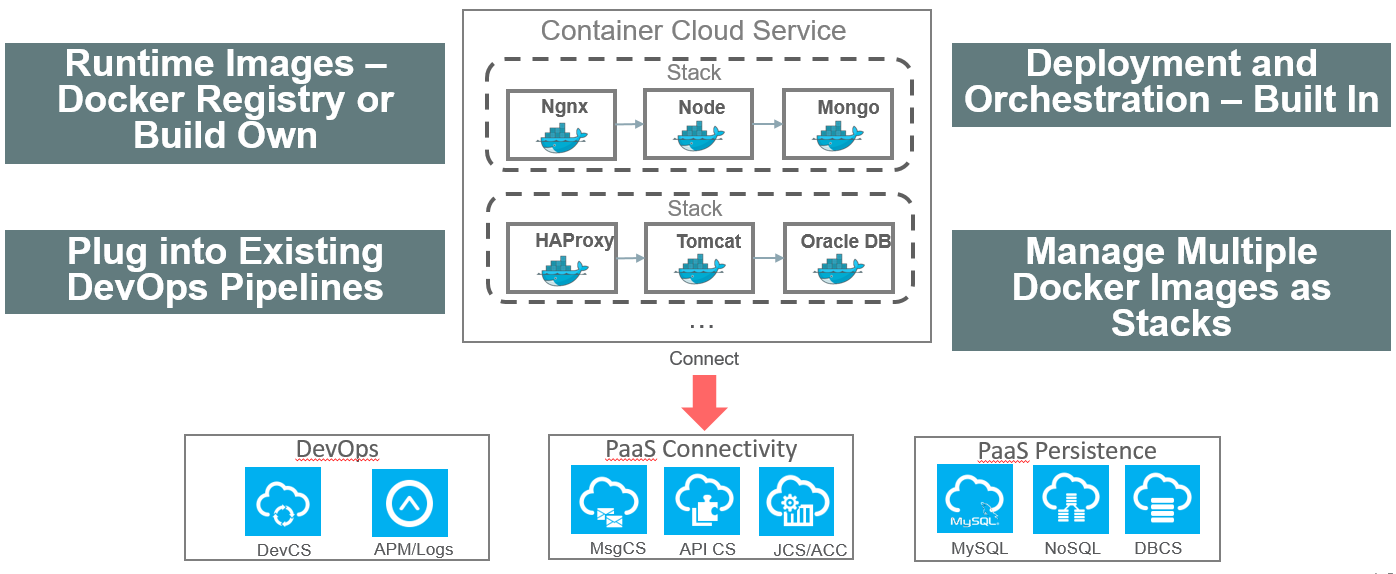 Container Cloud Service
Runtime Images –
Docker Registry or
Build Own
Stack
Ngnx
Node
Mongo
Deployment and
Orchestration – Built In
Plug into Existing
DevOps Pipelines
Stack
HAProxy
Tomcat
Oracle DB
...
Manage Multiple
Docker Images as
Stacks
Connect
DevOps
DevCS
APM/Logs
PaaS Connectivity
MsgCS
API CS
JCS/ACC
PaaS Persistence
MySQL
MySQL
NoSQL
DBCS